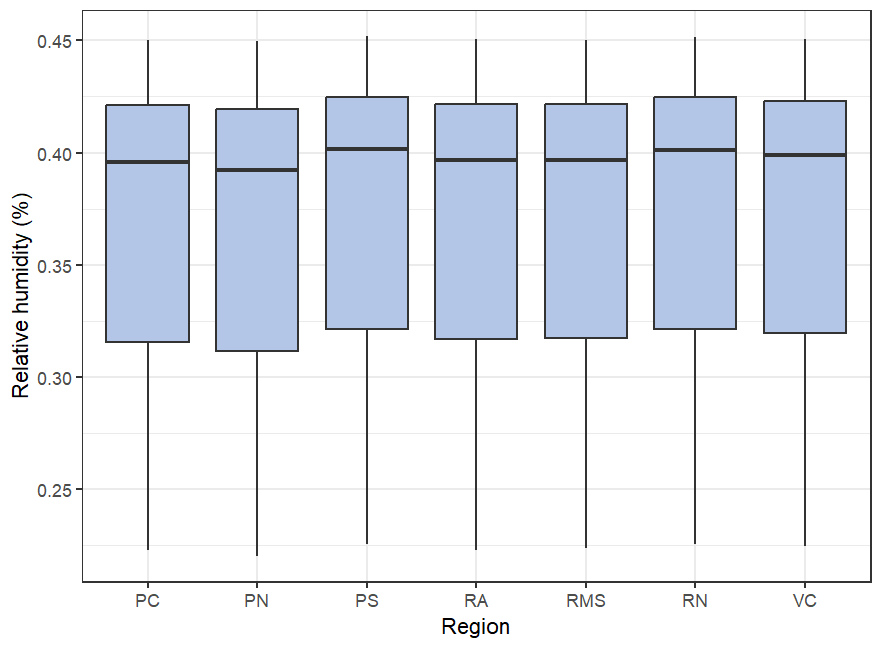 Relative humidity (%)
0.45
0.40
0.35
0.30
0.25
PC PN PS RA RMS RN VC
Region